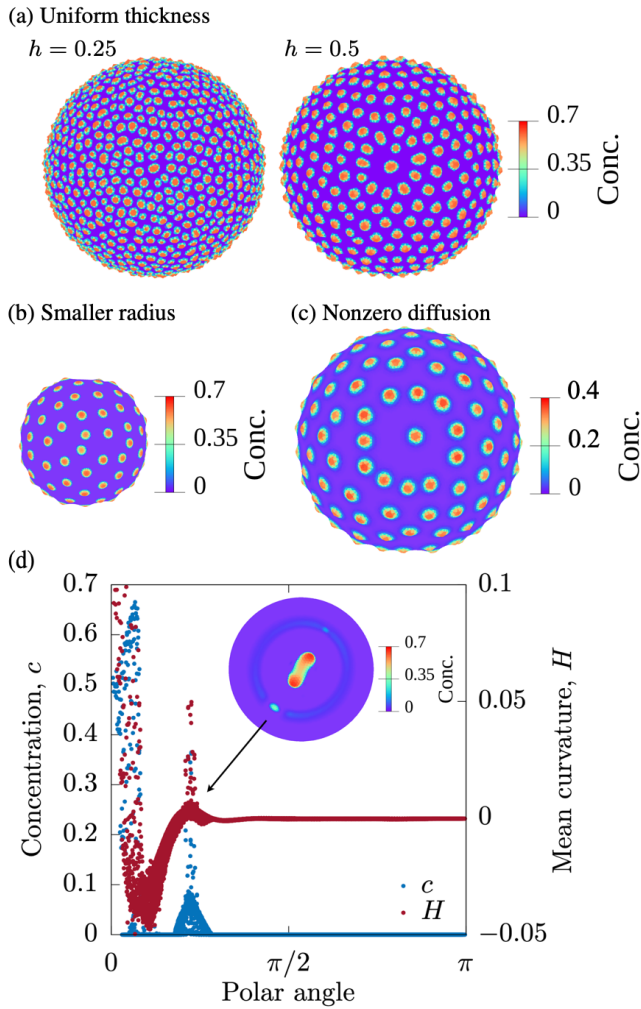 (a) Uniform thickness
h = 0.25
h = 0.5
0.7
0.35
0
Conc.
(b) Smaller radius
(c) Nonzero diffusion
0.7
0.35
0
Conc.
0.4
0.2
0
Conc.
(d)
0.7
0.6
0.5
0.4
0.3
0.2
0.1
0
Concentration, c
0.7
0.35
0
Conc.
0.1
0.05
0
−0.05
Mean curvature, H
c
H
0
π/2
π
Polar angle